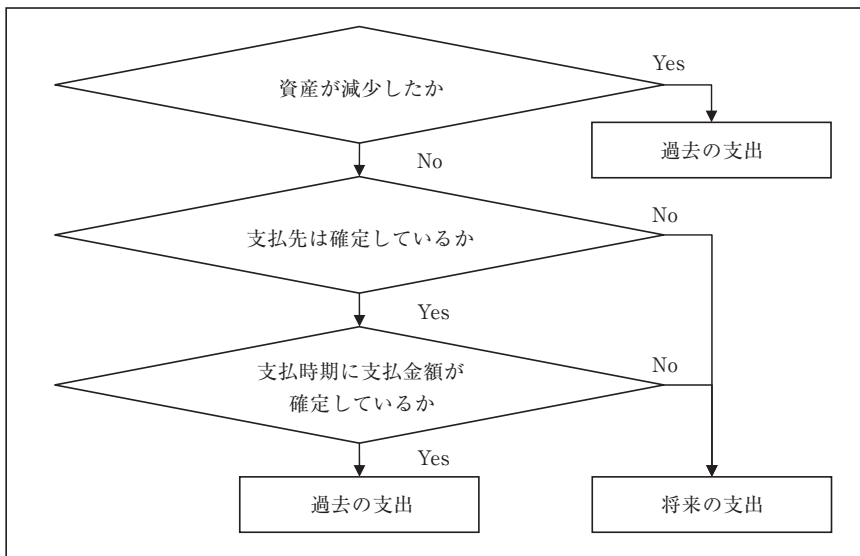 資産が減少したか
Yes
過去の支出
No
支払先は確定しているか
No
Yes
支払時期に支払金額が
確定しているか
No
Yes
過去の支出
将来の支出